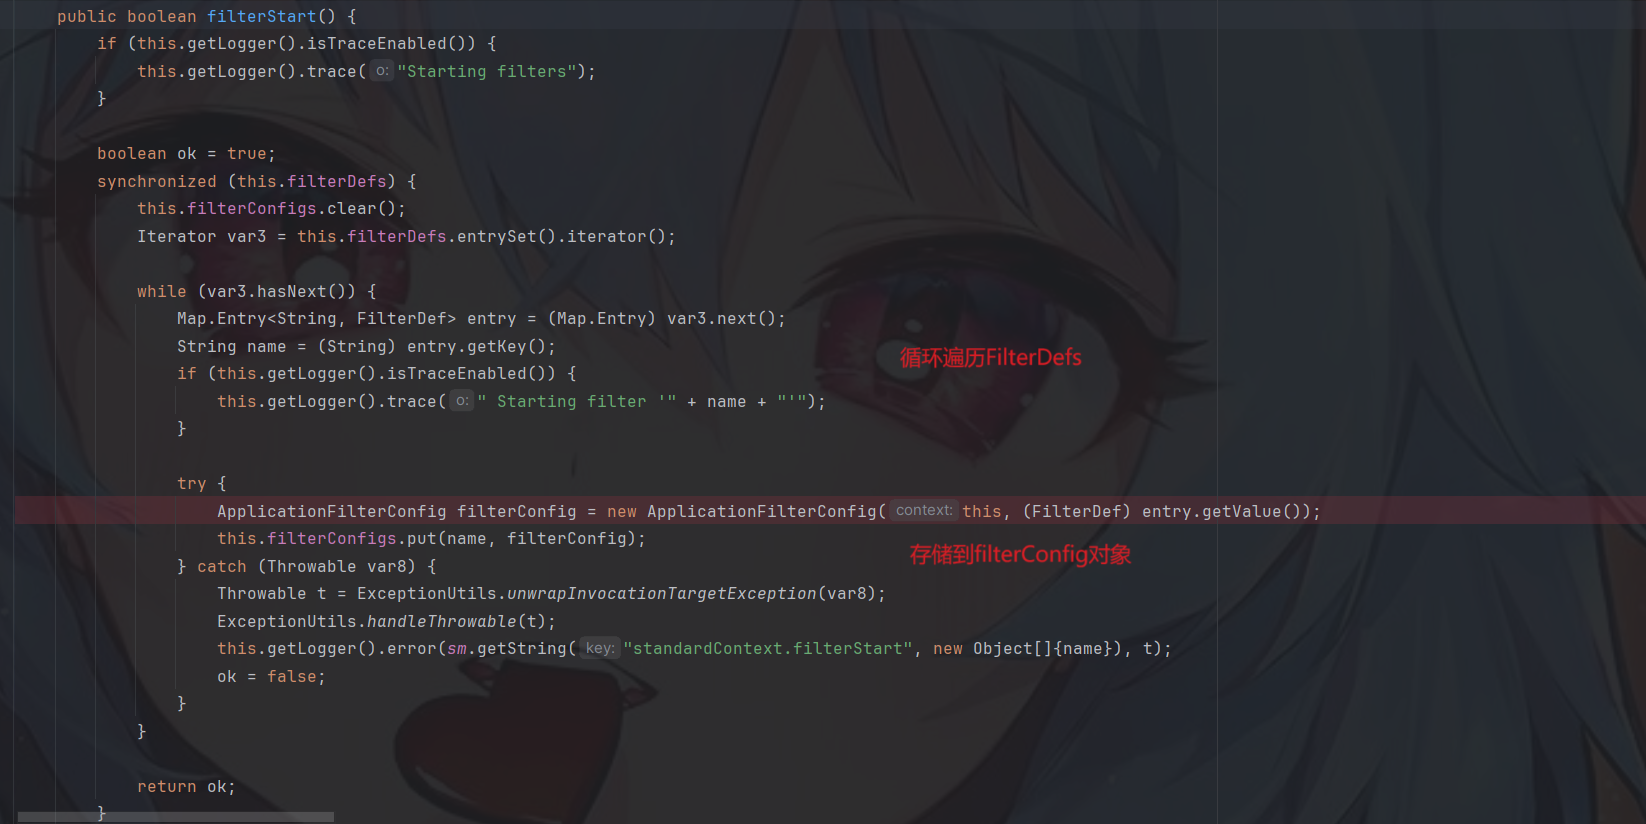 public boolean filterStart() {
if (this.getLogger().isTraceEnabled()) {
this.getLogger().trace( o: "Starting filters");
}
boolean ok = true;
synchronized (this.filterDefs) {
this.filterConfigs.clear();
Iterator var3 = this.filterDefs.entrySet().iterator();
while (var3.hasNext()) {
Map.Entry<String, FilterDef> entry = (Map.Entry) var3.next();
String name = (String) entry.getKey();
循环遍历FilterDefs
if (this.getLogger().isTraceEnabled()) {
this.getLogger().trace( o: " Starting filter '" + name + "'");
}
try {
ApplicationFilterConfig filterConfig = new ApplicationFilterConfig( context: this, (FilterDef) entry.getValue());
this.filterConfigs.put(name, filterConfig);
存储到filterConfig对象
} catch (Throwable var8) {
Throwable t = ExceptionUtils.unwrapInvocationTargetException(var8);
ExceptionUtils.handleThrowable(t);
this.getLogger().error(sm.getString( key: "standardContext.filterStart", new Object[]{name}), t);
ok = false;
}
}
return ok;
}